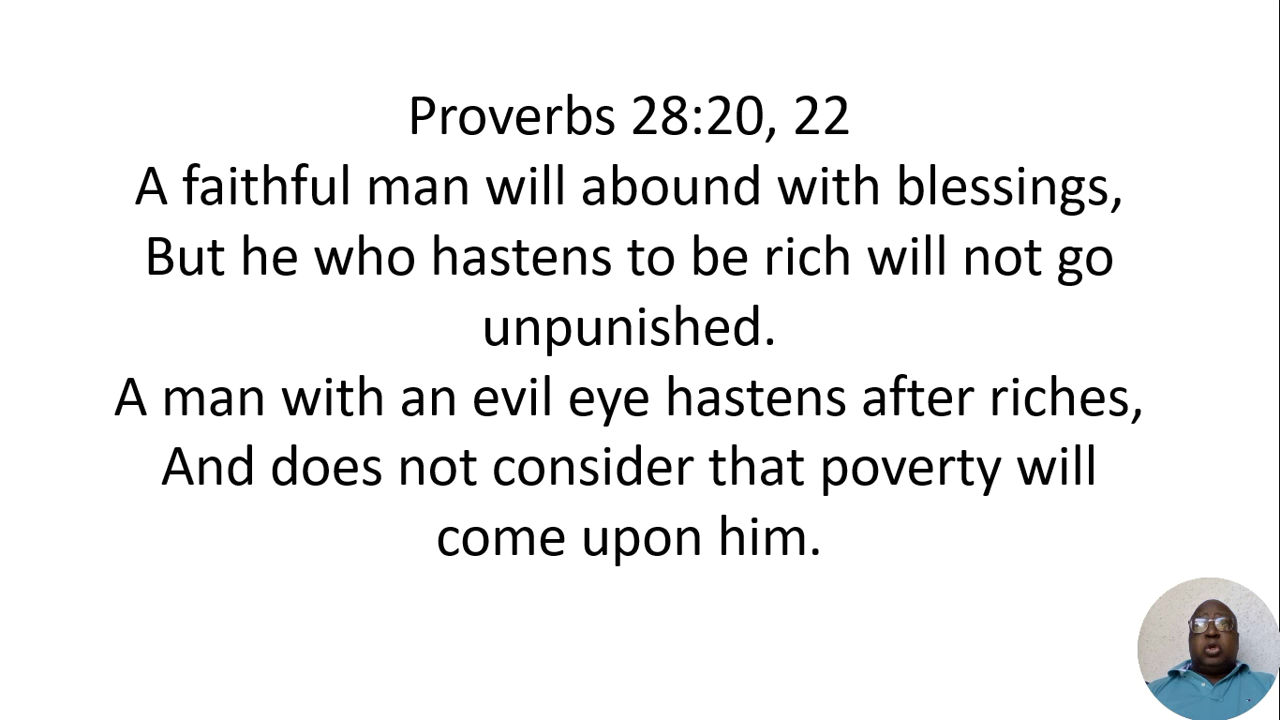 Proverbs 28:20, 22
A faithful man will abound with blessings,
But he who hastens to be rich will not go
unpunished.
A man with an evil eye hastens after riches,
And does not consider that poverty will
come upon him.